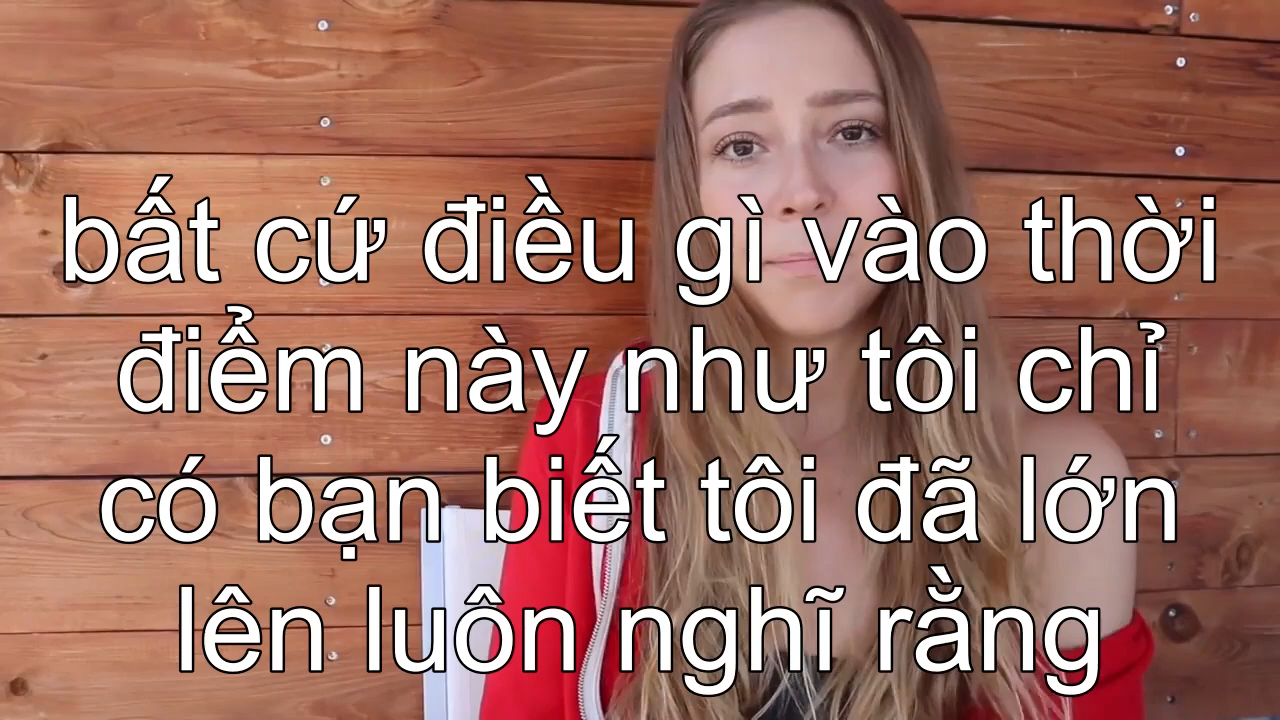 bất cứ điều gì vào thời
điểm này như tôi chỉ
có bạn biết tôi đã lớn
lên luôn nghĩ rằng